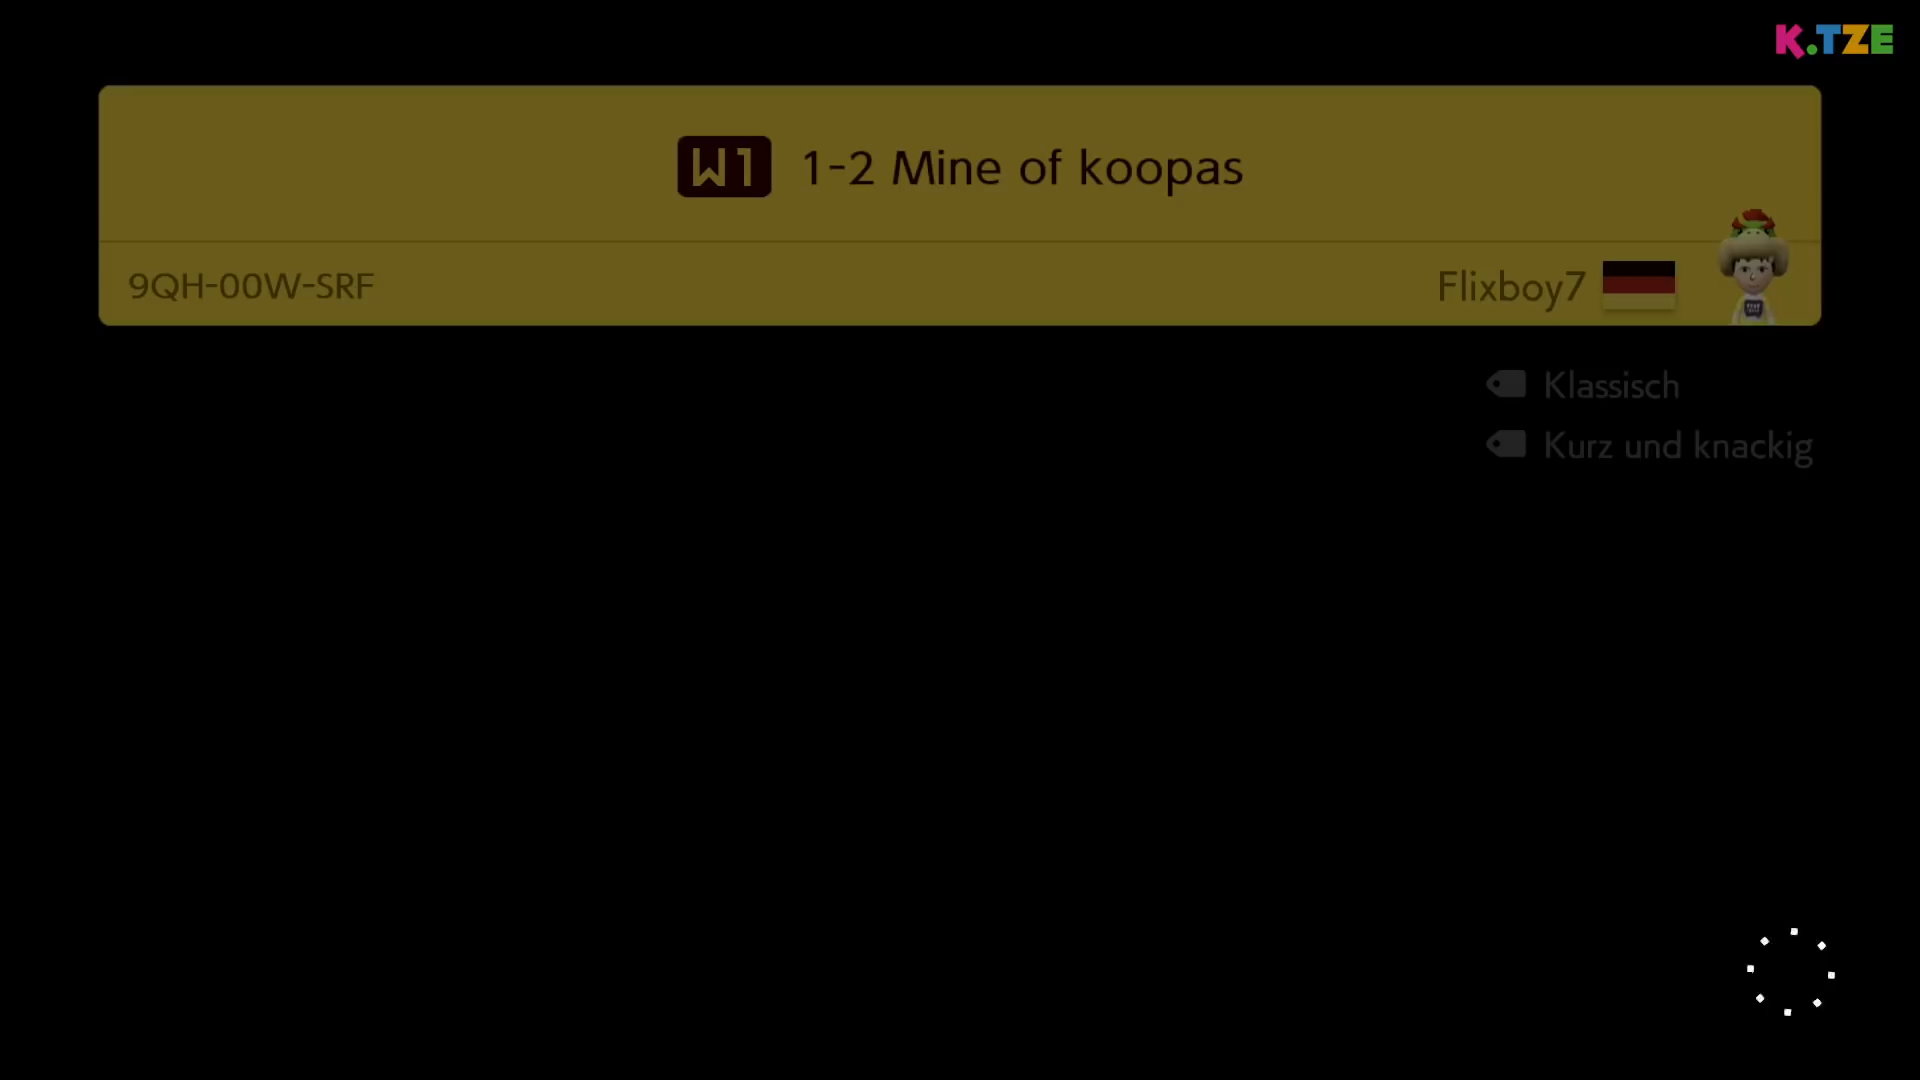 K.TZE
W1 1-2 Mine of koopas
9QH-00W-SRF
Flixboy7
Klassisch
Kurz und knackig